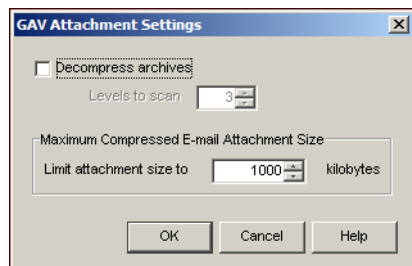 GAV Attachment Settings
Decompress archives
Levels to scan 3
Maximum Compressed E-mail Attachment Size
Limit attachment size to 1000 kilobytes
OK Cancel Help